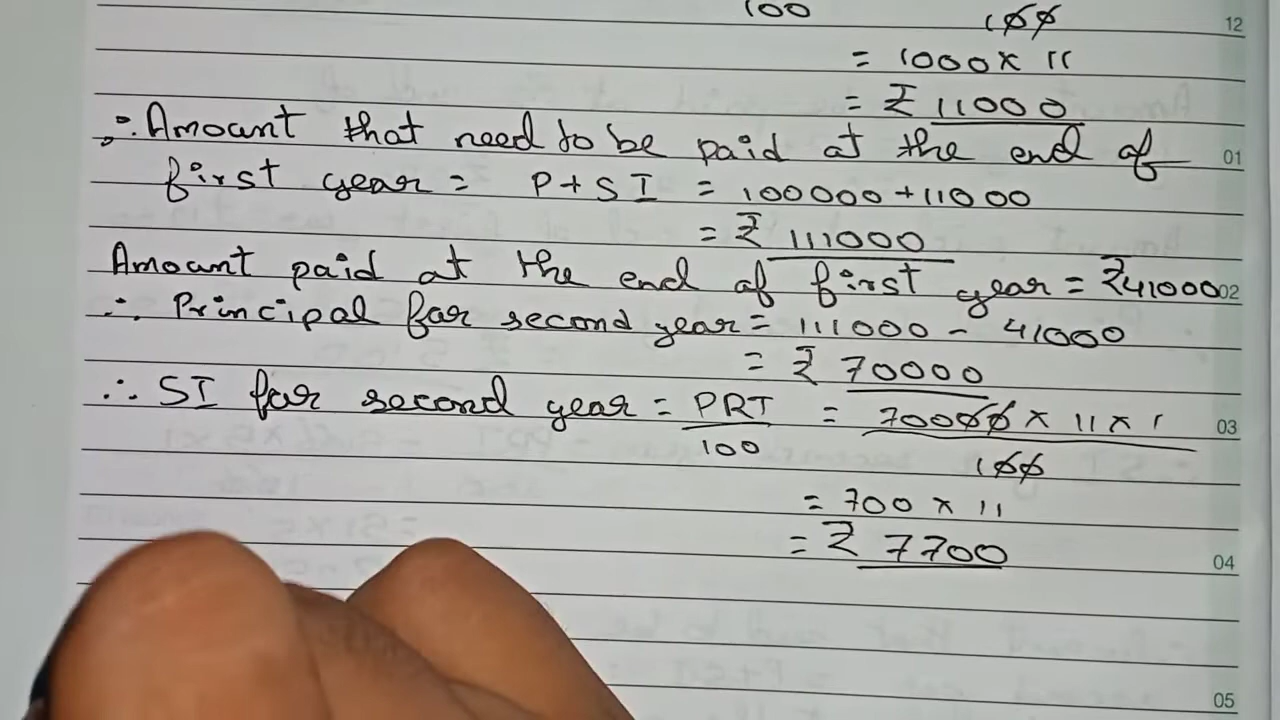 100 100 12
= 1000 x 11
= ₹ 11000
∴ Amount that need to be paid at the end of 01
first year = P + S I = 100000 + 11000
= ₹ 111000
Amount paid at the end of first year = ₹41000 02
∴ Principal for second year = 111000 - 41000
= ₹ 70000
∴ SI for second year = PRT = 70000 x 11 x 1 03
100 100
= 700 x 11
= ₹ 7700 04
05